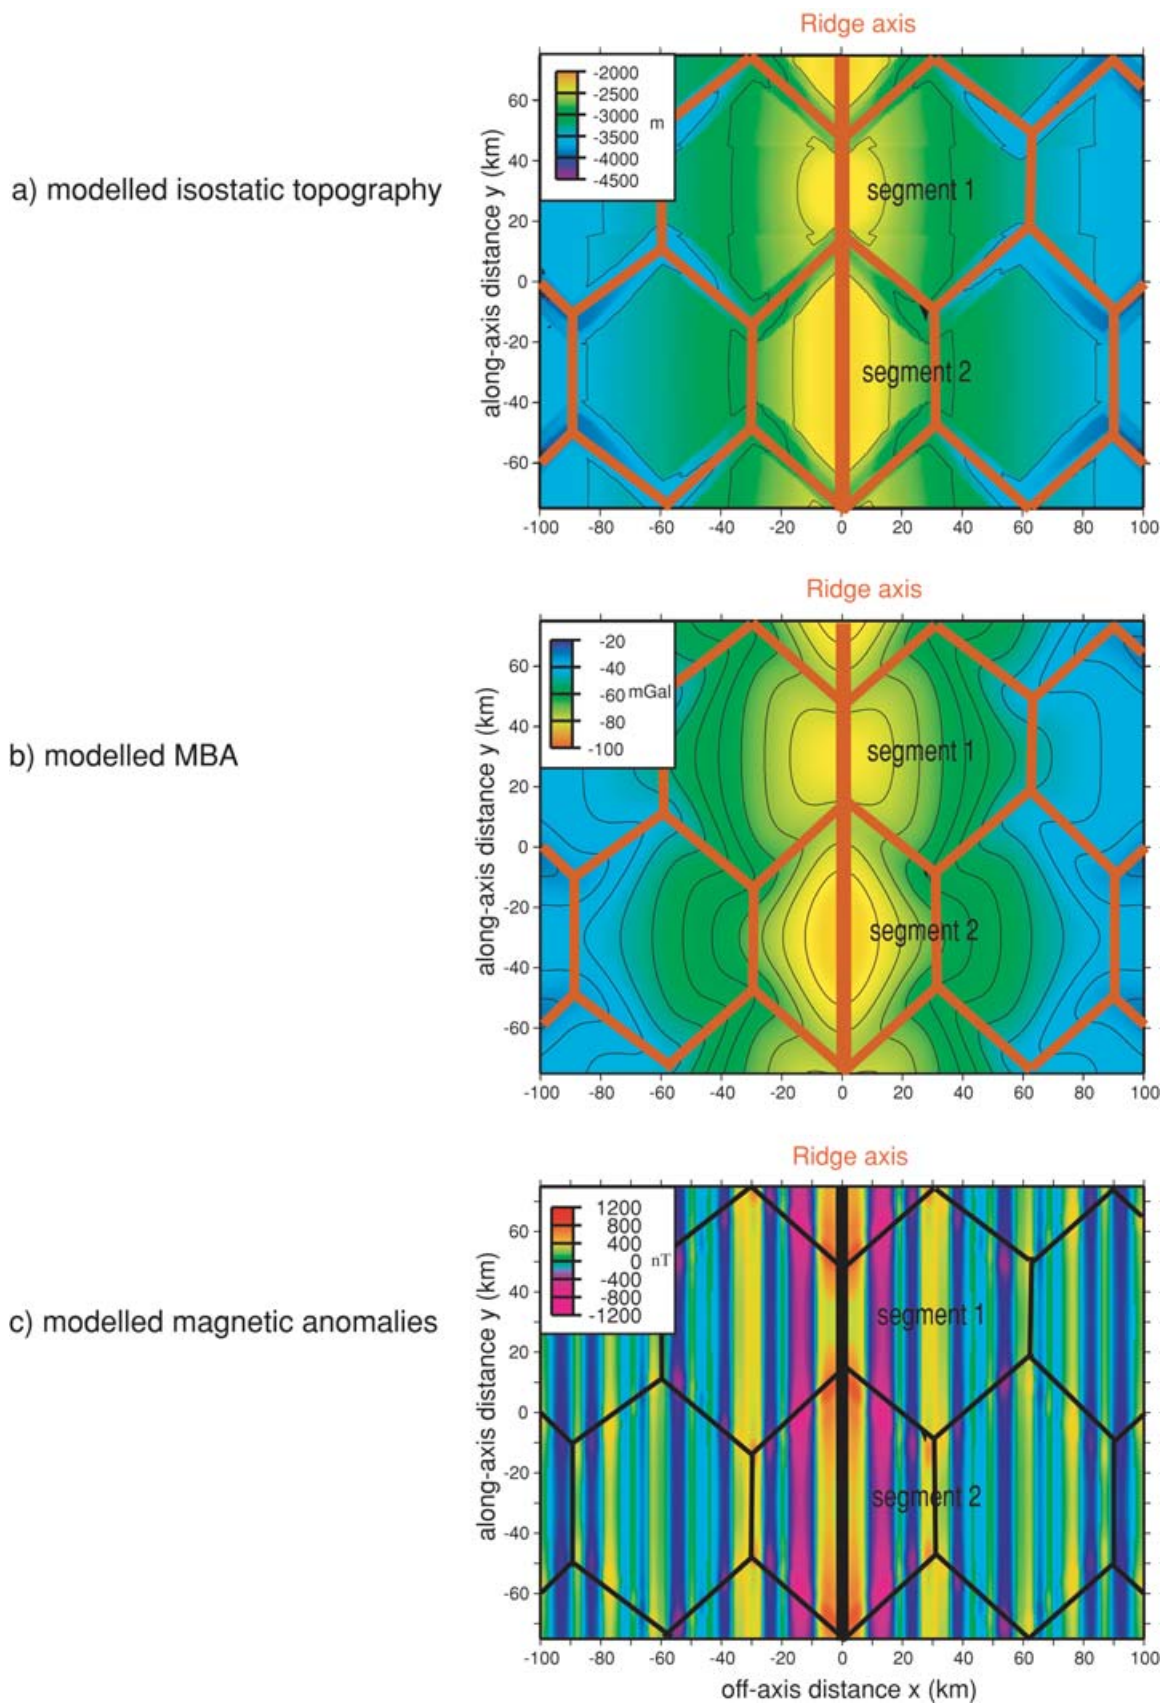 Ridge axis
-2000
-2500
-3000
-3500
-4000
-4500
m
a) modelled isostatic topography
along-axis distance y (km)
60
40
20
0
-20
-40
-60
segment 1
segment 2
-100 -80 -60 -40 -20 0 20 40 60 80 100
Ridge axis
-20
-40
-60
-80
-100
mGal
b) modelled MBA
along-axis distance y (km)
60
40
20
0
-20
-40
-60
segment 1
segment 2
-100 -80 -60 -40 -20 0 20 40 60 80 100
Ridge axis
1200
800
400
0
-400
-800
-1200
nT
c) modelled magnetic anomalies
along-axis distance y (km)
60
40
20
0
-20
-40
-60
segment 1
segment 2
-100 -80 -60 -40 -20 0 20 40 60 80 100
off-axis distance x (km)